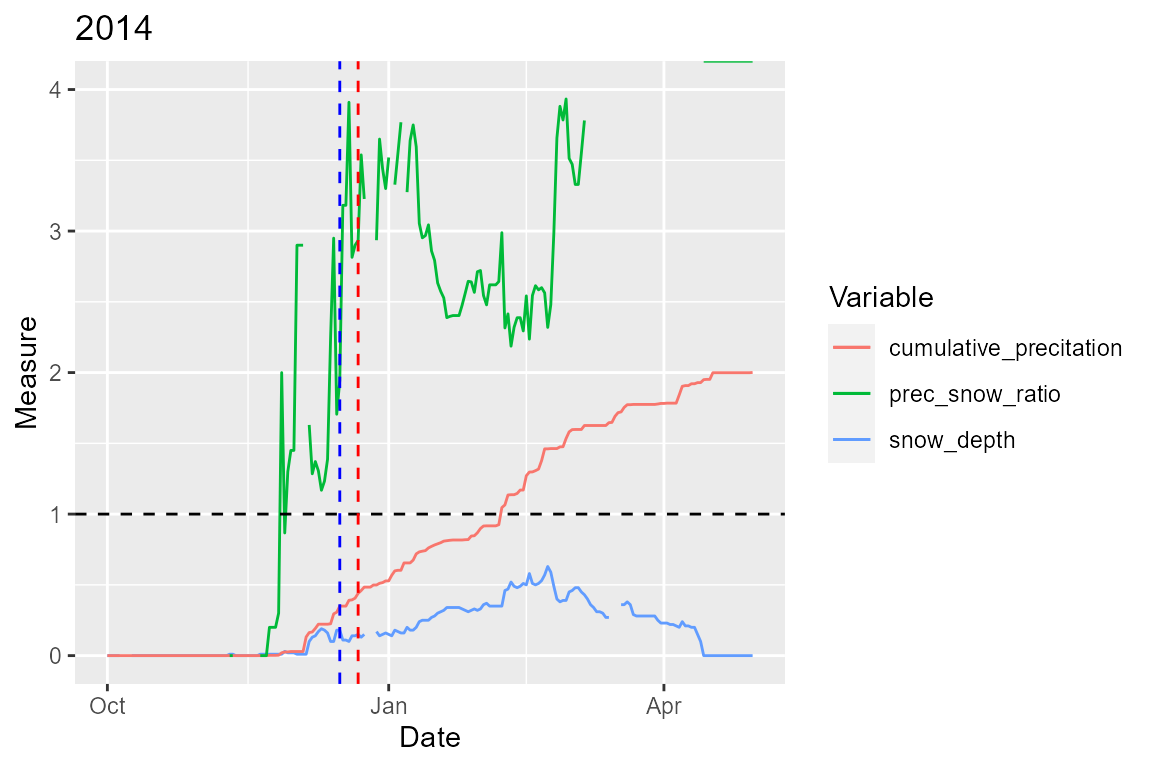 2014
4
3
2
1
0
Measure
Oct
Jan
Apr
Date
Variable
cumulative_precitation
prec_snow_ratio
snow_depth